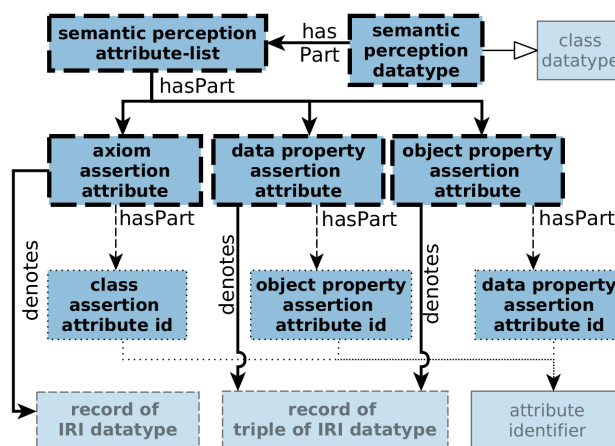 semantic perception
attribute-list
has
Part
semantic
perception
datatype
class
datatype
hasPart
axiom
assertion
attribute
data property
assertion
attribute
object property
assertion
attribute
hasPart
hasPart
hasPart
denotes
denotes
denotes
class
assertion
attribute id
object property
assertion
attribute id
data property
assertion
attribute id
record of
IRI datatype
record of
triple of IRI datatype
attribute
identifier